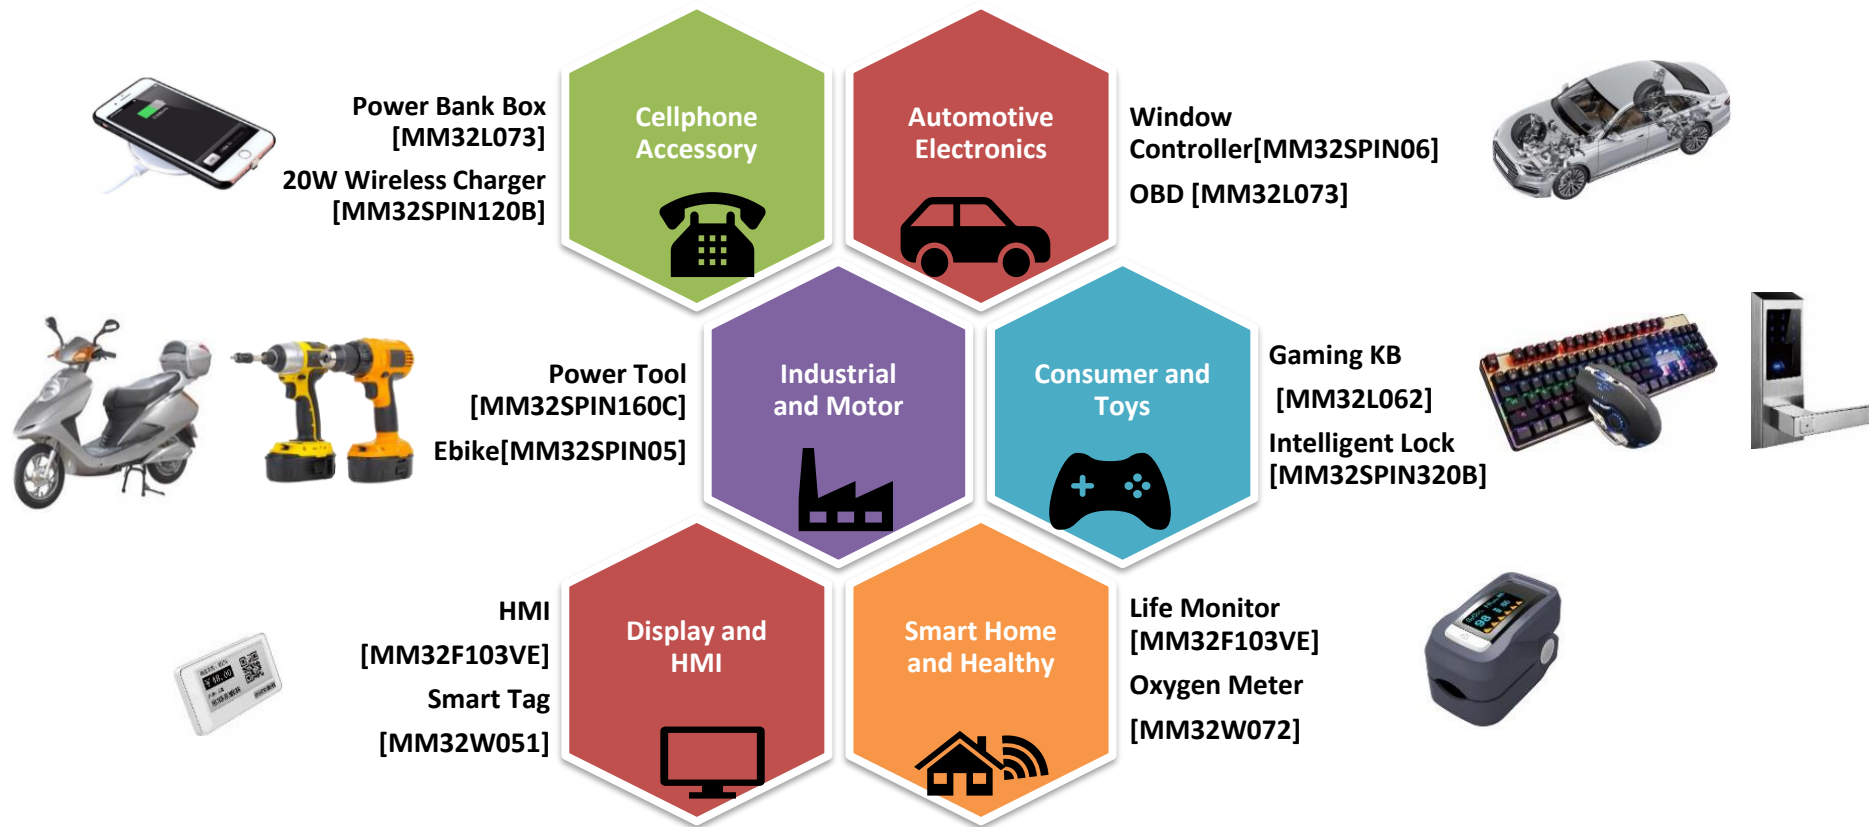 Power Bank Box
[MM32L073]
20W Wireless Charger
[MM32SPIN120B]
Cellphone
Accessory
Automotive
Electronics
Window
Controller[MM32SPIN06]
OBD [MM32L073]
Power Tool
[MM32SPIN160C]
Ebike[MM32SPIN05]
Industrial
and Motor
Consumer and
Toys
Gaming KB
[MM32L062]
Intelligent Lock
[MM32SPIN320B]
HMI
[MM32F103VE]
Smart Tag
[MM32W051]
Display and
HMI
Smart Home
and Healthy
Life Monitor
[MM32F103VE]
Oxygen Meter
[MM32W072]